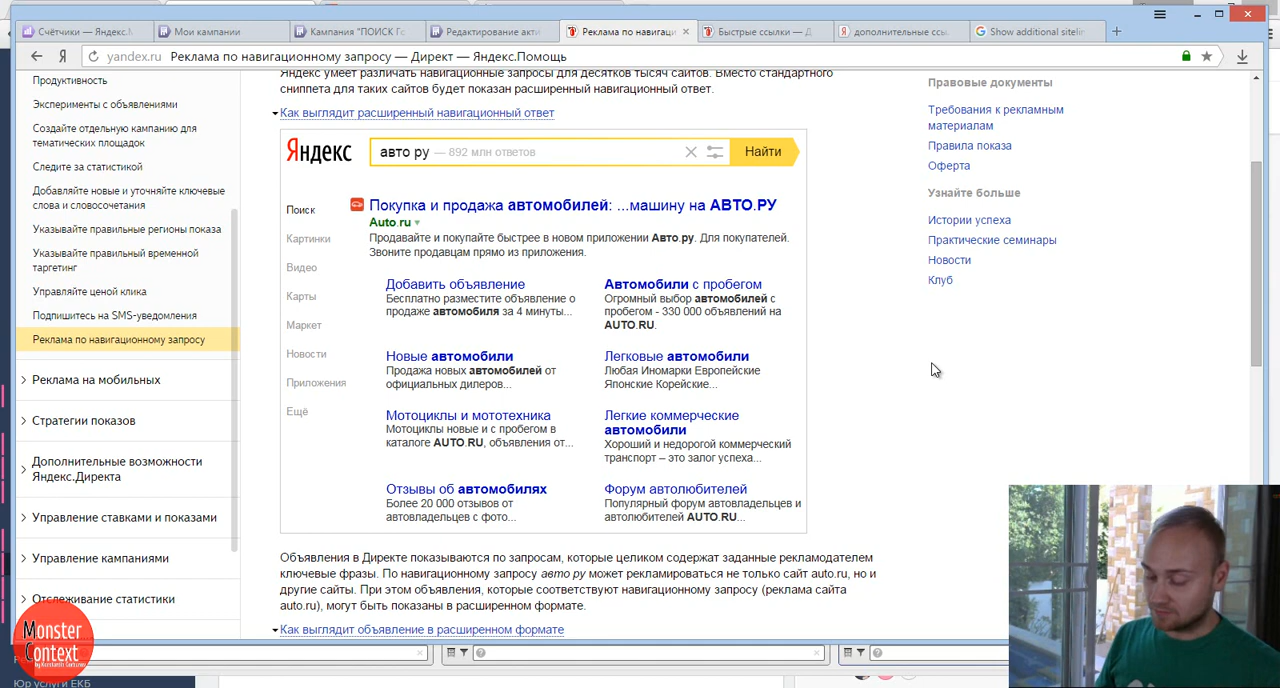 Счётчики — Яндекс.М
Мои кампании
Кампания "ПОИСК Го
Редактирование акти
Реклама по навигаци
Быстрые ссылки — Д
дополнительные ссы
Show additional sitelin
yandex.ru Реклама по навигационному запросу — Директ — Яндекс.Помощь
Продуктивность
Эксперименты с объявлениями
Создайте отдельную кампанию для
тематических площадок
Следите за статистикой
Добавляйте новые и уточняйте ключевые
слова и словосочетания
Указывайте правильные регионы показа
Указывайте правильный временной
таргетинг
Управляйте ценой клика
Подпишитесь на SMS-уведомления
Реклама по навигационному запросу
Реклама на мобильных
Стратегии показов
Дополнительные возможности
Яндекс.Директа
Управление ставками и показами
Управление кампаниями
Отслеживание статистики
Яндекс умеет различать навигационные запросы для десятков тысяч сайтов. Вместо стандартного
сниппета для таких сайтов будет показан расширенный навигационный ответ.
Как выглядит расширенный навигационный ответ
Яндекс
авто ру — 892 млн ответов
Найти
Поиск
Картинки
Видео
Карты
Маркет
Новости
Приложения
Ещё
Покупка и продажа автомобилей: ...машину на АВТО.РУ
Auto.ru
Продавайте и покупайте быстрее в новом приложении Авто.ру. Для покупателей.
Звоните продавцам прямо из приложения.
Добавить объявление
Бесплатно разместите объявление о
продаже автомобиля за 4 минуты...
Автомобили с пробегом
Огромный выбор автомобилей с
пробегом - 330 000 объявлений на
AUTO.RU.
Новые автомобили
Продажа новых автомобилей от
официальных дилеров...
Легковые автомобили
Любая Иномарки Европейские
Японские Корейские...
Мотоциклы и мототехника
Мотоциклы новые и с пробегом в
каталоге AUTO.RU, объявления от...
Легкие коммерческие
автомобили
Хороший и недорогой коммерческий
транспорт – это залог успеха...
Отзывы об автомобилях
Более 20 000 отзывов от
автовладельцев с фото...
Форум автолюбителей
Популярный форум автовладельцев и
автолюбителей AUTO.RU...
Объявления в Директе показываются по запросам, которые целиком содержат заданные рекламодателем
ключевые фразы. По навигационному запросу авто ру может рекламироваться не только сайт auto.ru, но и
другие сайты. При этом объявления, которые соответствуют навигационному запросу (реклама сайта
auto.ru), могут быть показаны в расширенном формате.
Как выглядит объявление в расширенном формате
Правовые документы
Требования к рекламным
материалам
Правила показа
Оферта
Узнайте больше
Истории успеха
Практические семинары
Новости
Клуб
Monster
Context
Юр услуги ЕКБ